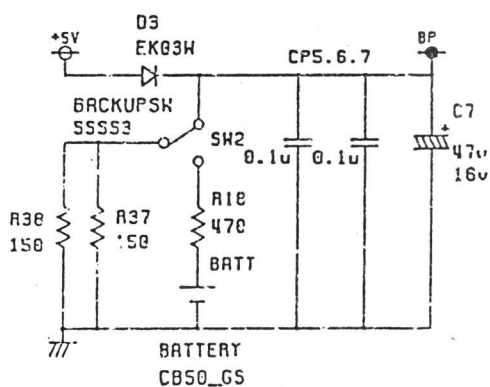 D3
EK03W
+5V
BP
CP5.6.7
BACKUPSW
SSSS3
SW2
C7
+
47u
16v
0.1u
0.1u
R38
150
R37
150
R18
470
BATT
BATTERY
CB50_GS